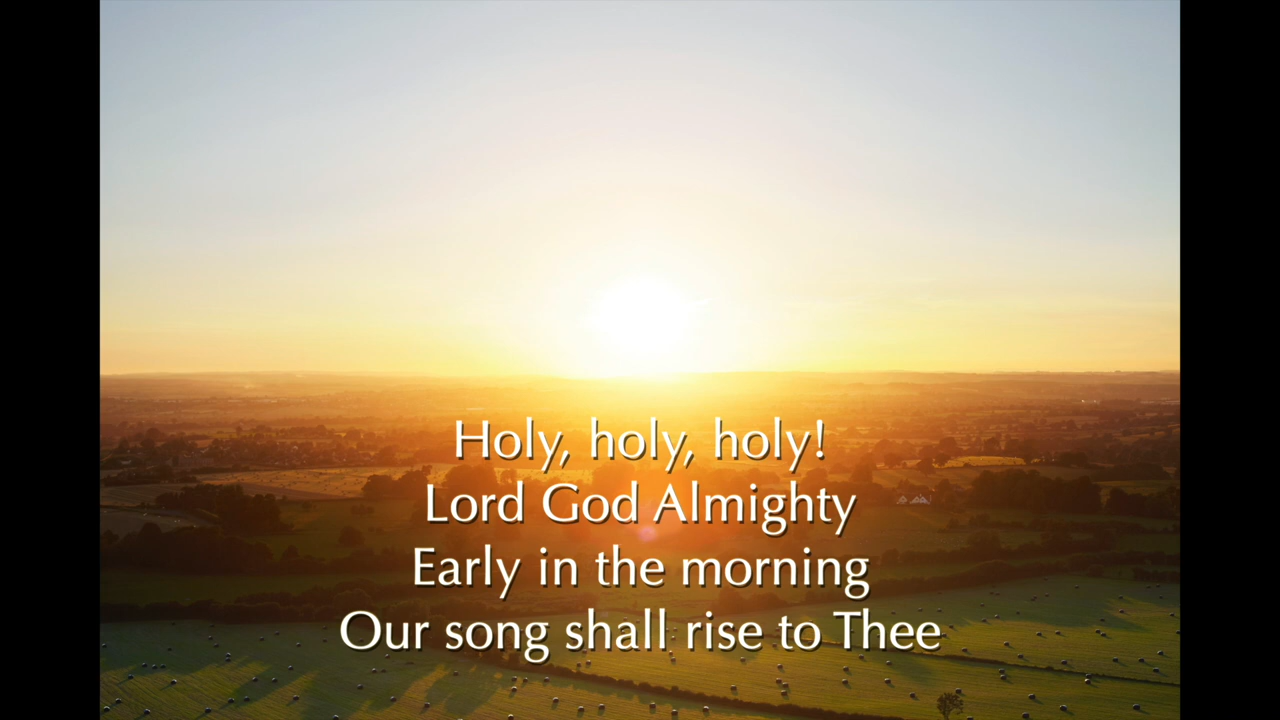 Holy, holy, holy!
Lord God Almighty
Early in the morning
Our song shall rise to Thee